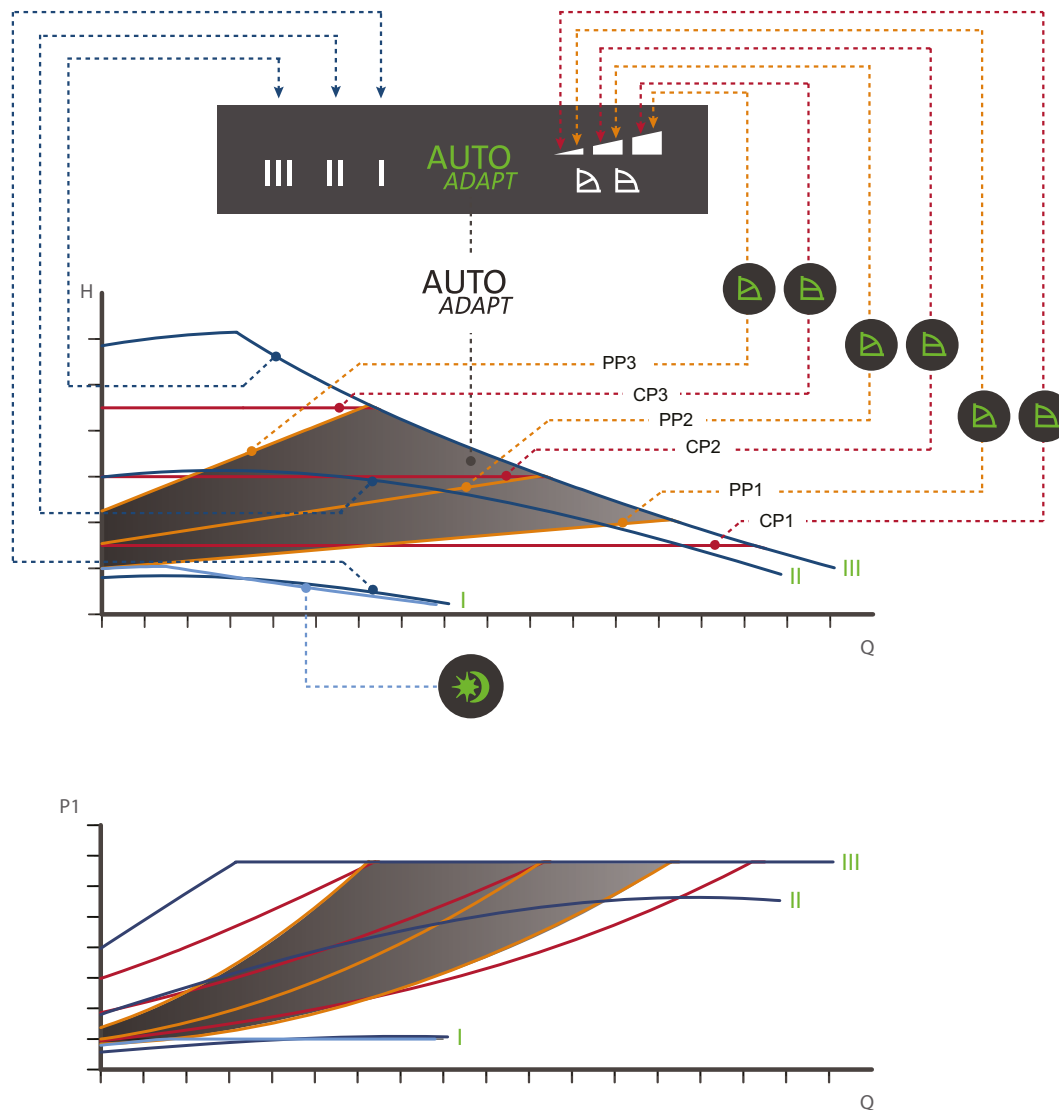 III II I AUTO ADAPT
AUTO
ADAPT
H
PP3
CP3
PP2
CP2
PP1
CP1
III
II
I
Q
P1
III
II
I
Q